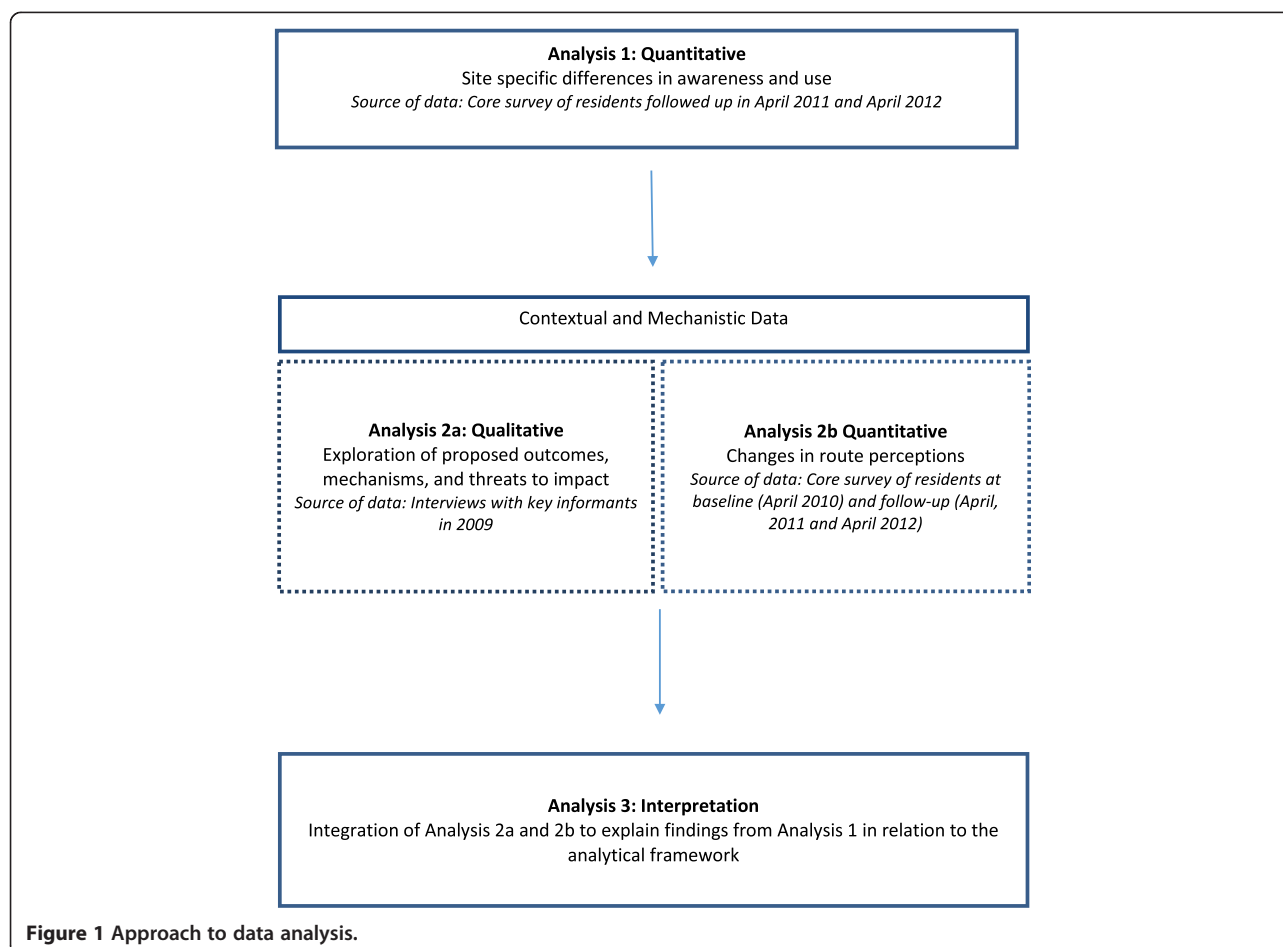 Analysis 1: Quantitative
Site specific differences in awareness and use
Source of data: Core survey of residents followed up in April 2011 and April 2012
Contextual and Mechanistic Data
Analysis 2a: Qualitative
Exploration of proposed outcomes,
mechanisms, and threats to impact
Source of data: Interviews with key informants
in 2009
Analysis 2b Quantitative
Changes in route perceptions
Source of data: Core survey of residents at
baseline (April 2010) and follow-up (April,
2011 and April 2012)
Analysis 3: Interpretation
Integration of Analysis 2a and 2b to explain findings from Analysis 1 in relation to the
analytical framework
Figure 1 Approach to data analysis.